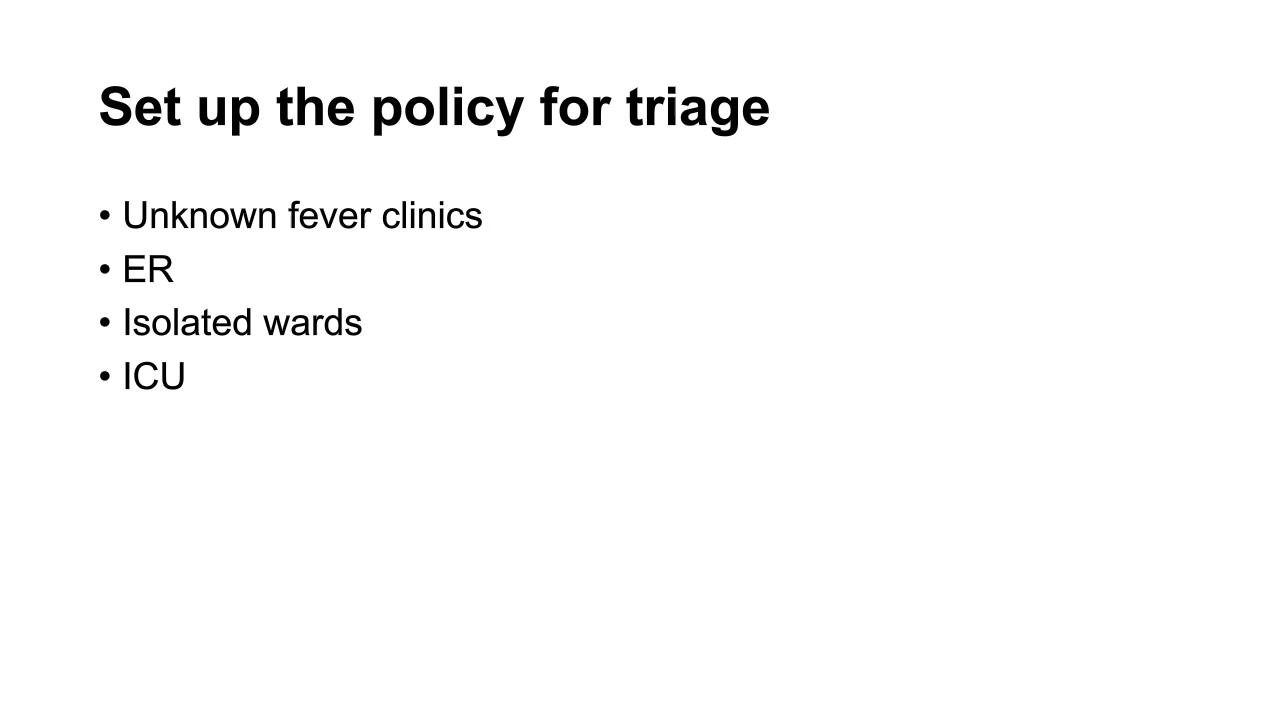 Set up the policy for triage
• Unknown fever clinics
• ER
• Isolated wards
• ICU